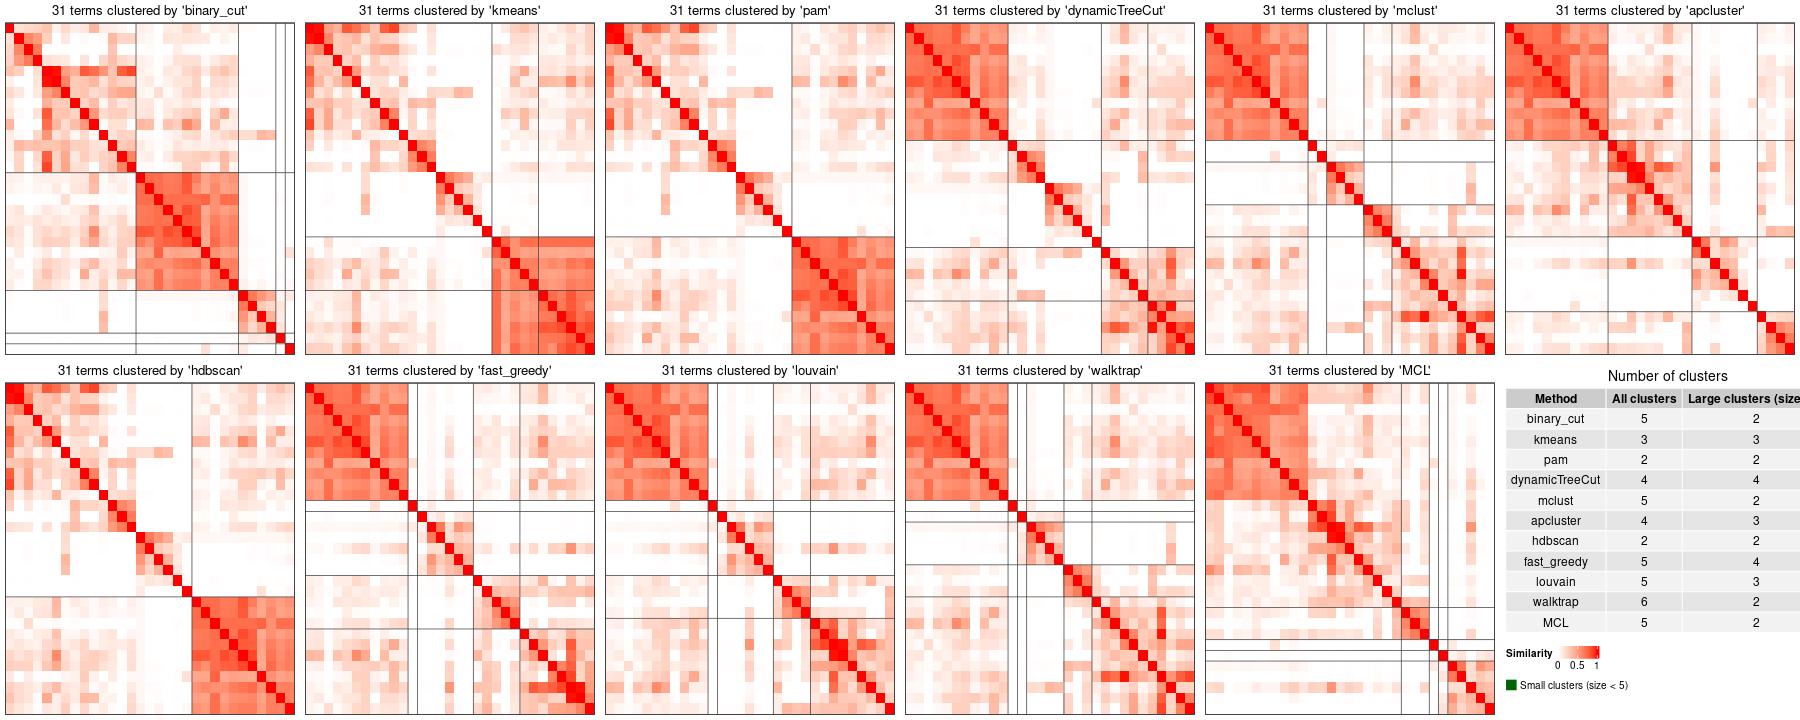 31 terms clustered by 'binary_cut'
31 terms clustered by 'kmeans'
31 terms clustered by 'pam'
31 terms clustered by 'dynamicTreeCut'
31 terms clustered by 'mclust'
31 terms clustered by 'apcluster'
31 terms clustered by 'hdbscan'
31 terms clustered by 'fast_greedy'
31 terms clustered by 'louvain'
31 terms clustered by 'walktrap'
31 terms clustered by 'MCL'
Number of clusters
Method All clusters Large clusters (size
binary_cut 5 2
kmeans 3 3
pam 2 2
dynamicTreeCut 4 4
mclust 5 2
apcluster 4 3
hdbscan 2 2
fast_greedy 5 4
louvain 5 3
walktrap 6 2
MCL 5 2
Similarity
0 0.5 1
Small clusters (size < 5)